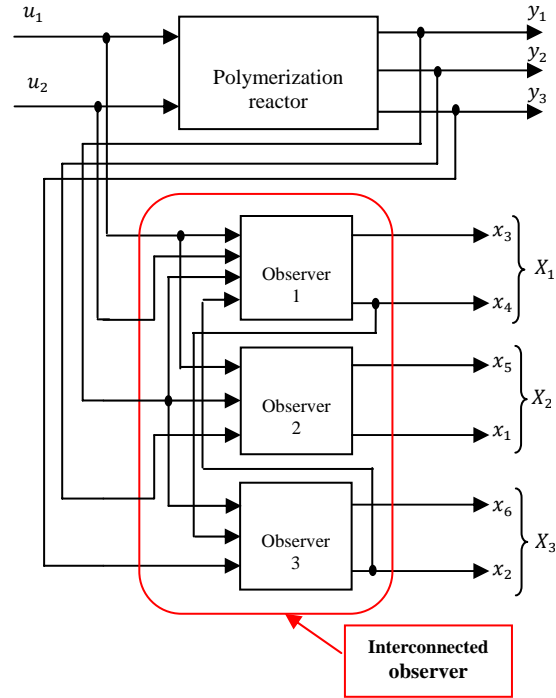 u₁
y₁
Polymerization
reactor
y₂
u₂
y₃
Observer
1
x₃
X₁
x₄
Observer
2
x₅
X₂
x₁
Observer
3
x₆
X₃
x₂
Interconnected
observer